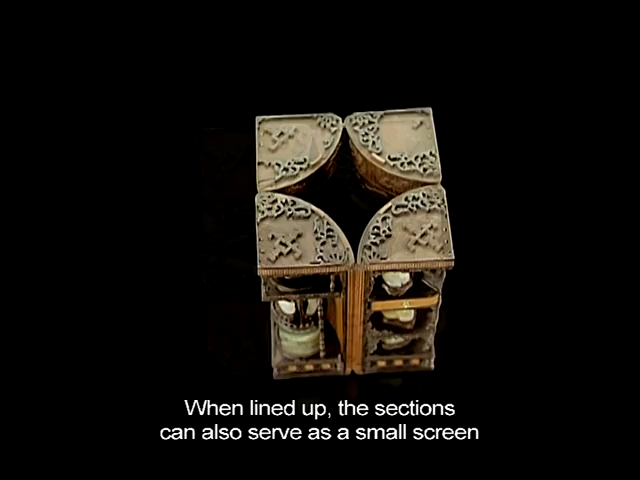 When lined up, the sections
can also serve as a small screen